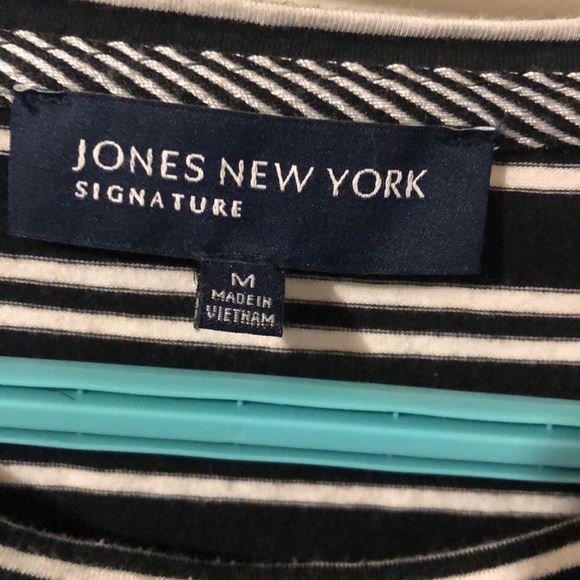 JONES NEW YORK
SIGNATURE
M
MADE IN
VIETNAM